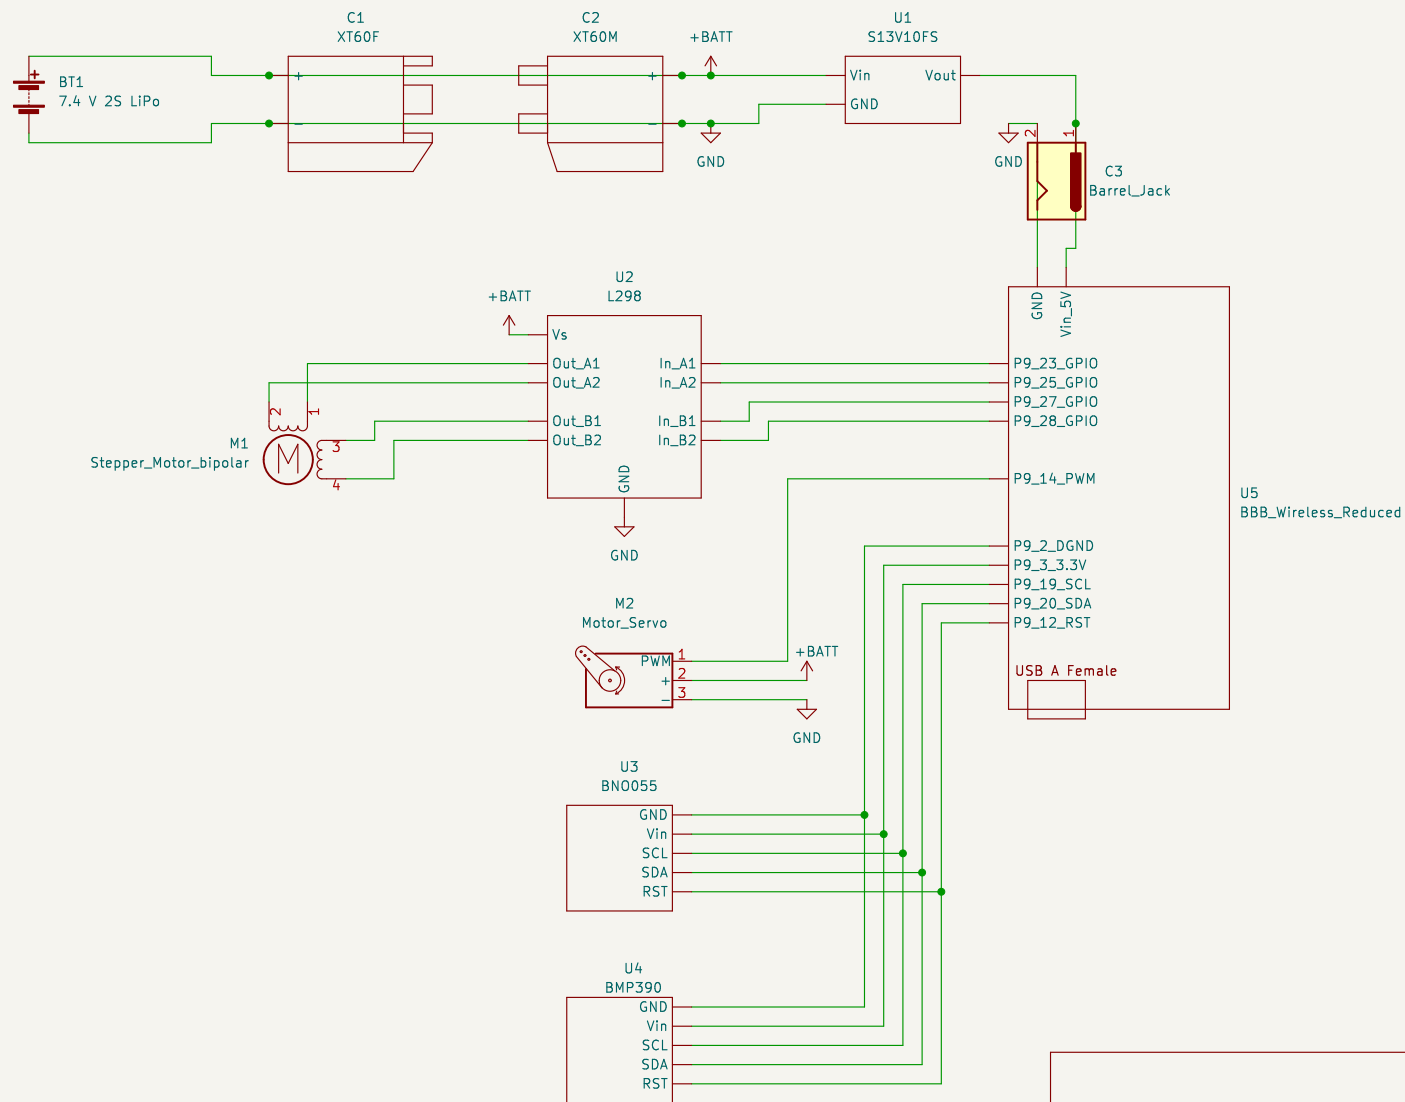 C1
XT60F
C2
XT60M
+BATT
U1
S13V10FS
BT1
7.4 V 2S LiPo
+
−
+
−
Vin
Vout
GND
GND
GND
2
1
C3
Barrel_Jack
U2
L298
+BATT
Vs
Out_A1
Out_A2
Out_B1
Out_B2
In_A1
In_A2
In_B1
In_B2
GND
GND
2
1
M1
Stepper_Motor_bipolar
M
3
4
GND
Vin_5V
P9_23_GPIO
P9_25_GPIO
P9_27_GPIO
P9_28_GPIO
P9_14_PWM
P9_2_DGND
P9_3_3.3V
P9_19_SCL
P9_20_SDA
P9_12_RST
USB A Female
U5
BBB_Wireless_Reduced
M2
Motor_Servo
PWM
+
−
1
2
3
+BATT
GND
U3
BNO055
GND
Vin
SCL
SDA
RST
U4
BMP390
GND
Vin
SCL
SDA
RST